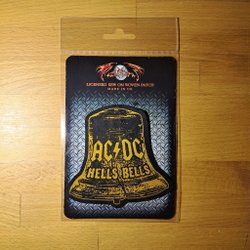 LICENSED SEW ON WOVEN PATCH
MADE IN UK
AC⚡DC
HELLS BELLS